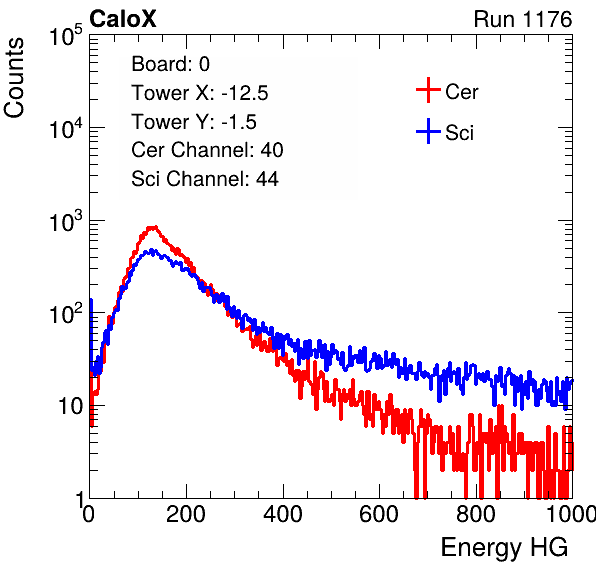 CaloX Run 1176
Counts
10^5
10^4
10^3
10^2
10
1
Board: 0
Tower X: -12.5
Tower Y: -1.5
Cer Channel: 40
Sci Channel: 44
Cer
Sci
0 200 400 600 800 1000
Energy HG